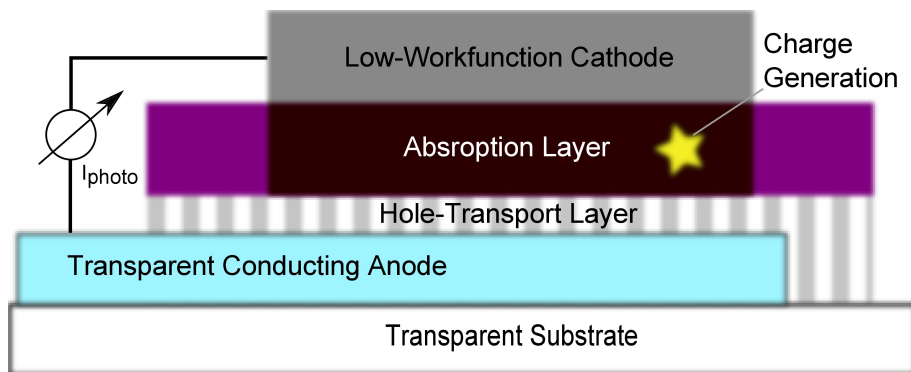 Low-Workfunction Cathode
Charge
Generation
Absroption Layer
Iphoto
Hole-Transport Layer
Transparent Conducting Anode
Transparent Substrate